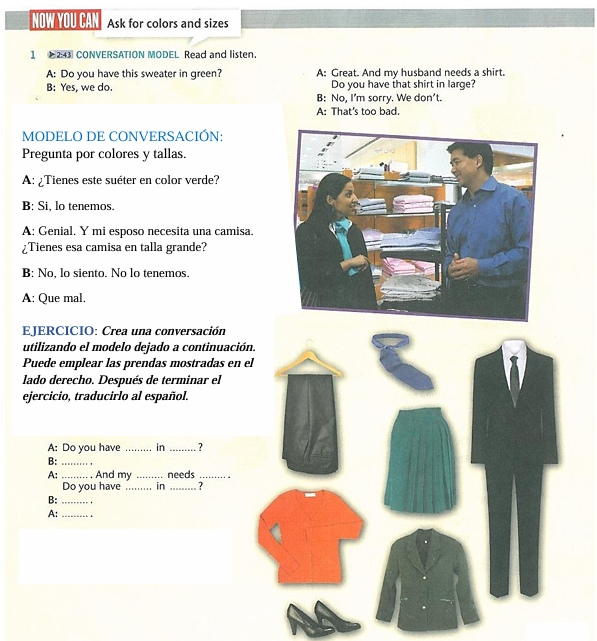 NOW YOU CAN Ask for colors and sizes
1 ▶2:43 CONVERSATION MODEL Read and listen.
A: Do you have this sweater in green?
B: Yes, we do.
A: Great. And my husband needs a shirt.
Do you have that shirt in large?
B: No, I'm sorry. We don't.
A: That's too bad.
MODELO DE CONVERSACIÓN:
Pregunta por colores y tallas.
A: ¿Tienes este suéter en color verde?
B: Si, lo tenemos.
A: Genial. Y mi esposo necesita una camisa.
¿Tienes esa camisa en talla grande?
B: No, lo siento. No lo tenemos.
A: Que mal.
EJERCICIO: Crea una conversación
utilizando el modelo dejado a continuación.
Puede emplear las prendas mostradas en el
lado derecho. Después de terminar el
ejercicio, traducirlo al español.
A: Do you have ......... in ......... ?
B: ......... .
A: ......... . And my ......... needs ......... .
Do you have ......... in ......... ?
B: ......... .
A: ......... .